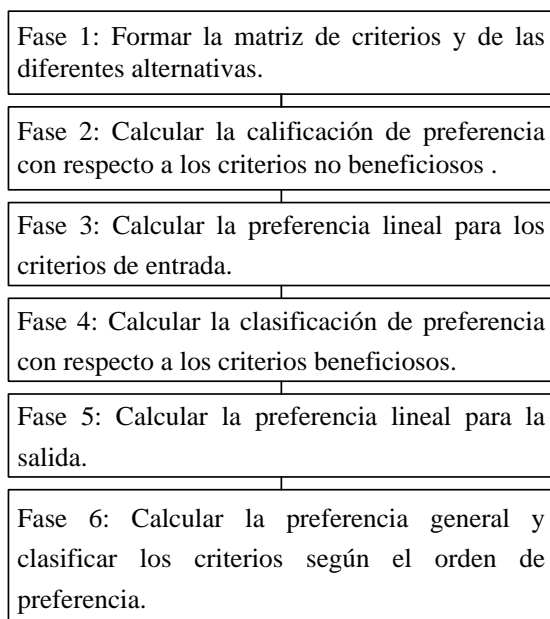 Fase 1: Formar la matriz de criterios y de las
diferentes alternativas.
Fase 2: Calcular la calificación de preferencia
con respecto a los criterios no beneficiosos .
Fase 3: Calcular la preferencia lineal para los
criterios de entrada.
Fase 4: Calcular la clasificación de preferencia
con respecto a los criterios beneficiosos.
Fase 5: Calcular la preferencia lineal para la
salida.
Fase 6: Calcular la preferencia general y
clasificar los criterios según el orden de
preferencia.